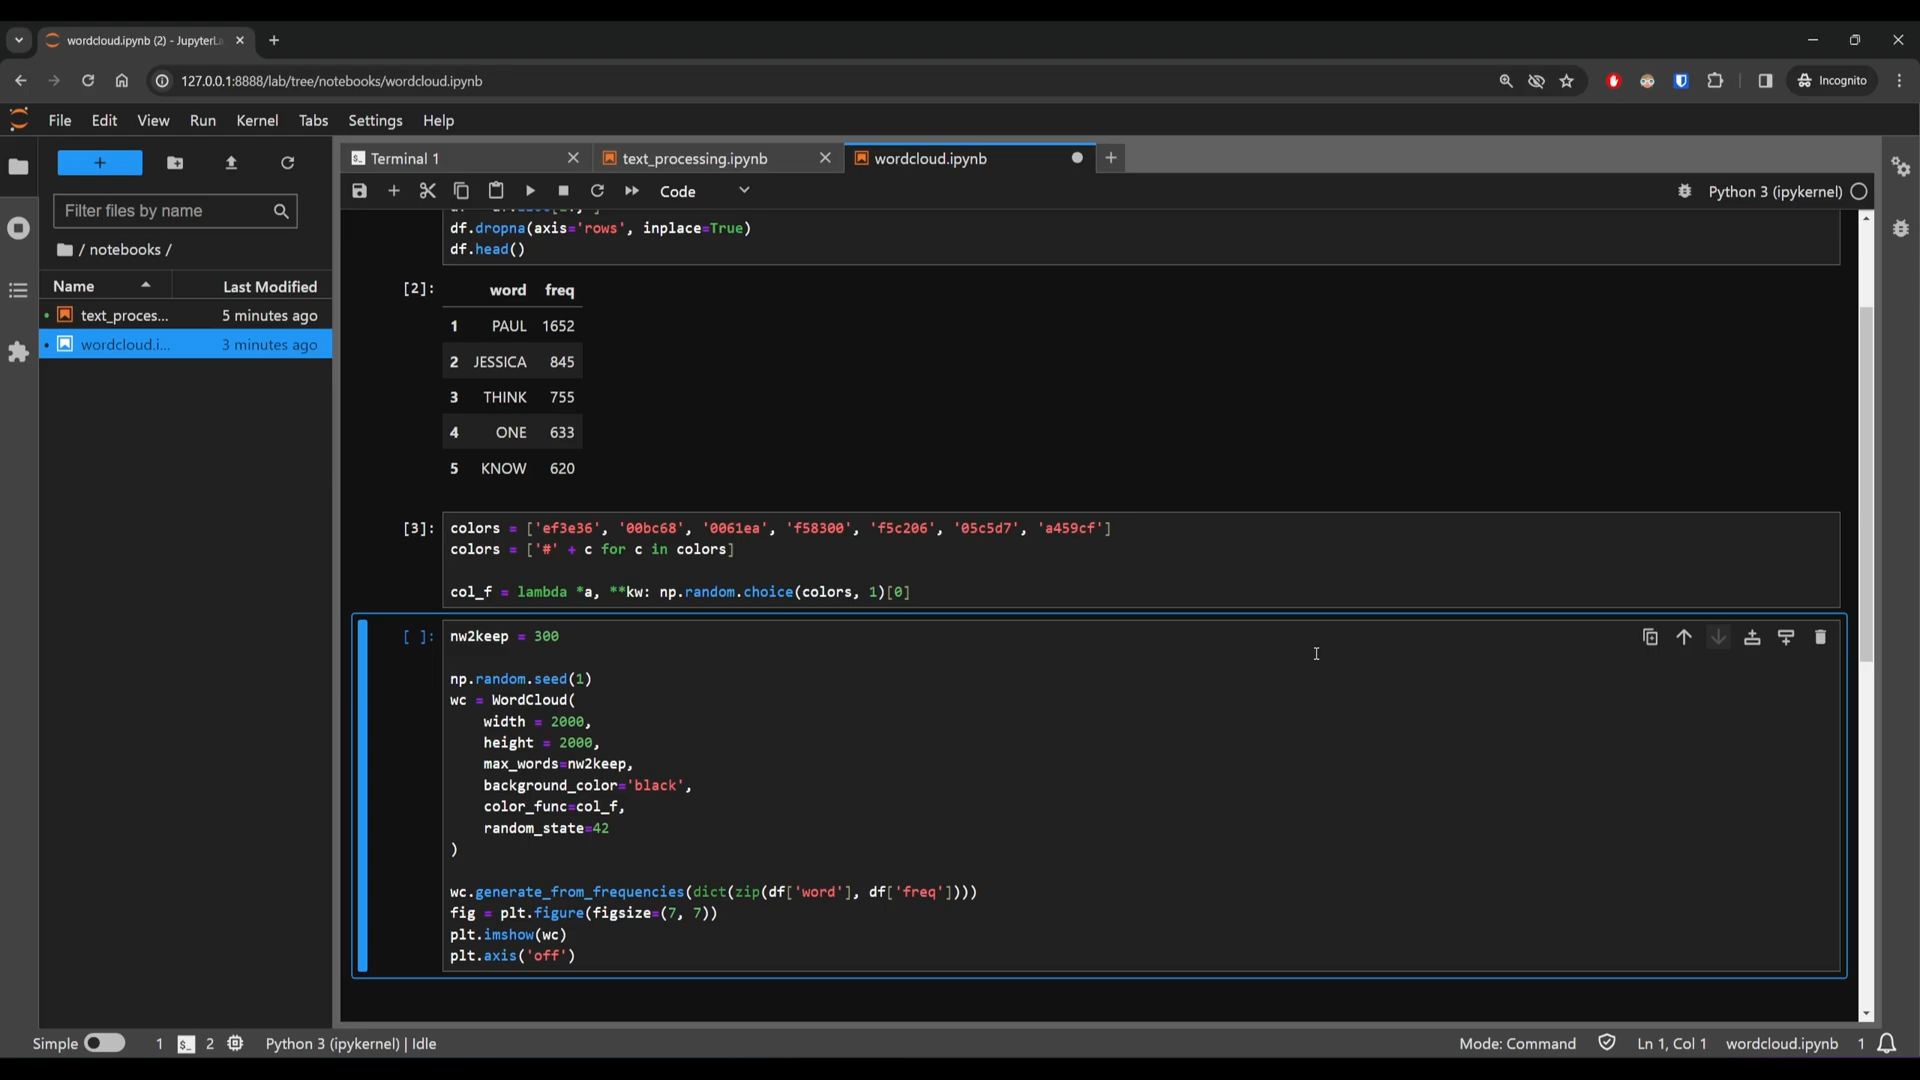 wordcloud.ipynb (2) - JupyterLa
127.0.0.1:8888/lab/tree/notebooks/wordcloud.ipynb
Incognito
File Edit View Run Kernel Tabs Settings Help
Terminal 1
text_processing.ipynb
wordcloud.ipynb
Code
Python 3 (ipykernel)
Filter files by name
/ notebooks /
Name Last Modified
text_proces... 5 minutes ago
wordcloud.i... 3 minutes ago
df.dropna(axis='rows', inplace=True)
df.head()
[2]:
word freq
1 PAUL 1652
2 JESSICA 845
3 THINK 755
4 ONE 633
5 KNOW 620
[3]: colors = ['ef3e36', '00bc68', '0061ea', 'f58300', 'f5c206', '05c5d7', 'a459cf']
colors = ['#' + c for c in colors]
col_f = lambda *a, **kw: np.random.choice(colors, 1)[0]
[ ]: nw2keep = 300
np.random.seed(1)
wc = WordCloud(
width = 2000,
height = 2000,
max_words=nw2keep,
background_color='black',
color_func=col_f,
random_state=42
)
wc.generate_from_frequencies(dict(zip(df['word'], df['freq'])))
fig = plt.figure(figsize=(7, 7))
plt.imshow(wc)
plt.axis('off')
Simple 1 $_ 2 Python 3 (ipykernel) | Idle
Mode: Command Ln 1, Col 1 wordcloud.ipynb 1